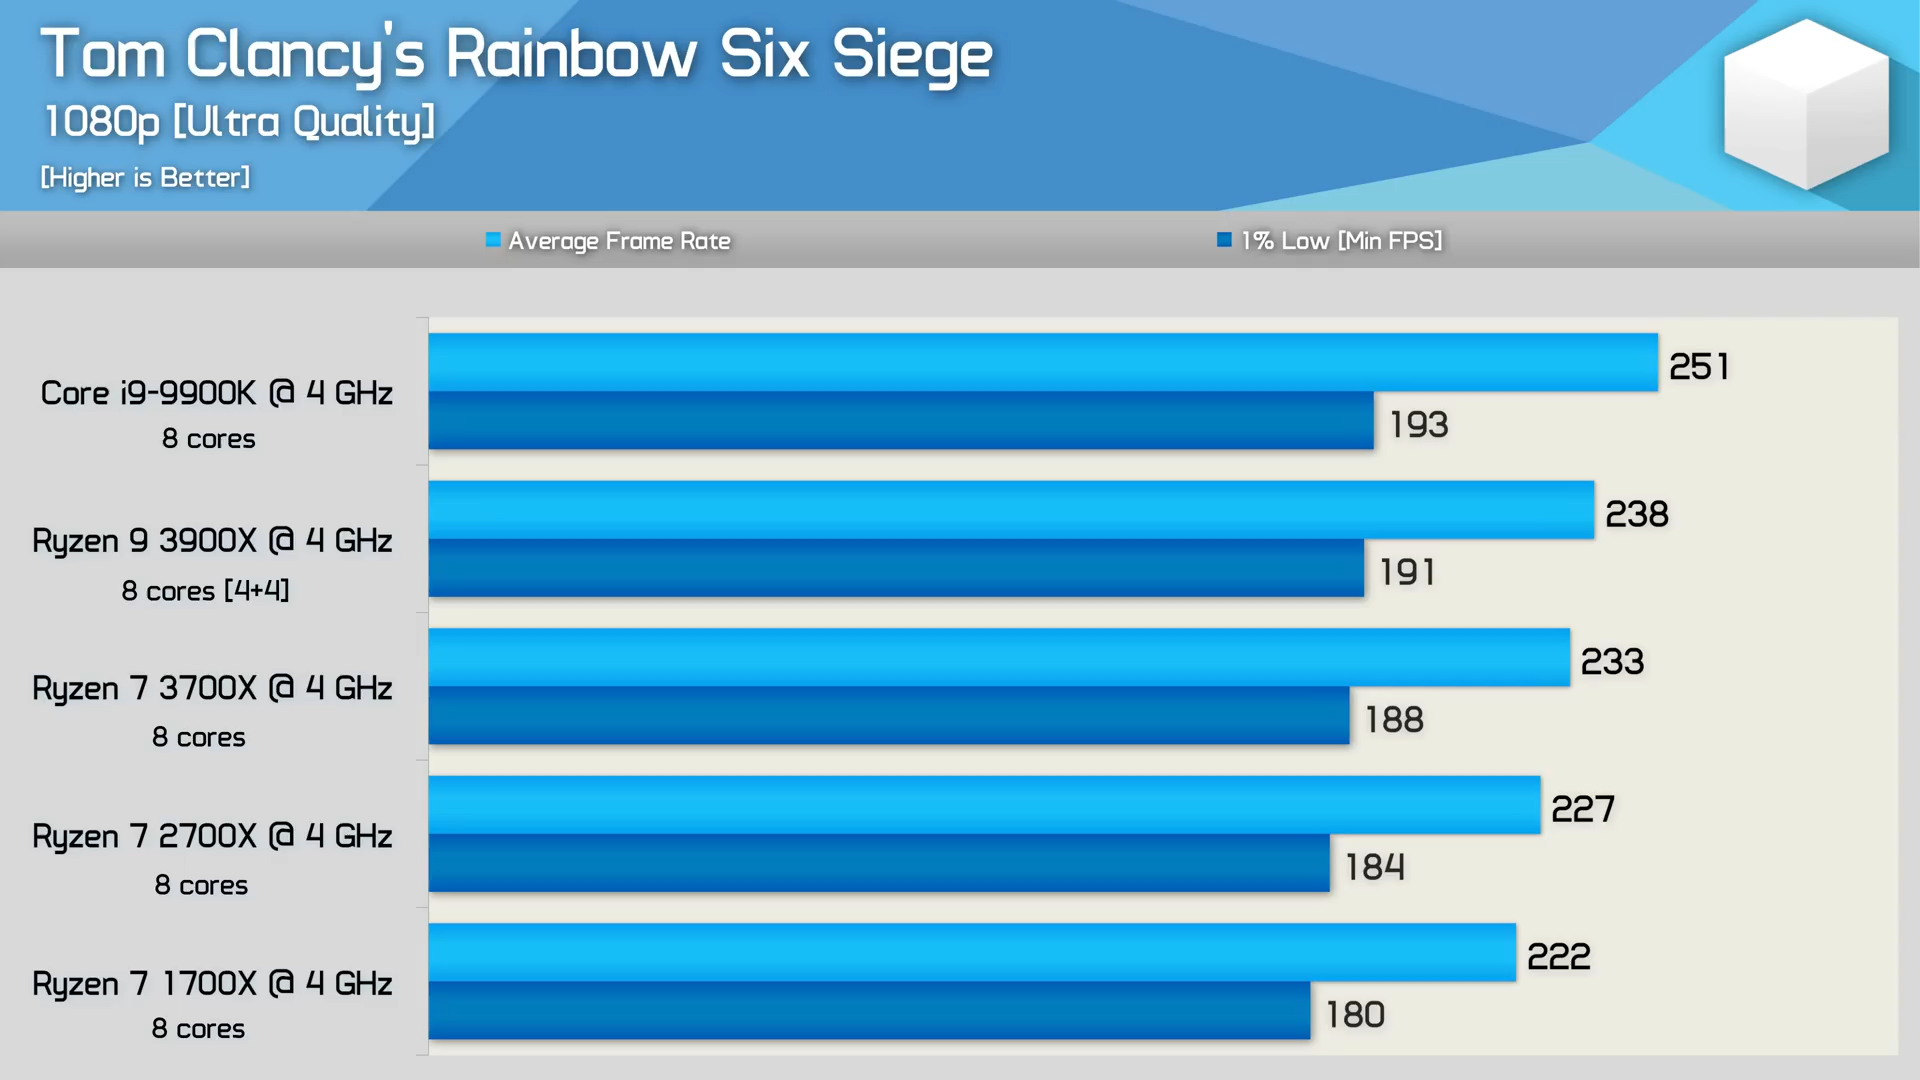 Tom Clancy's Rainbow Six Siege
1080p [Ultra Quality]
[Higher is Better]
Average Frame Rate
1% Low [Min FPS]
Core i9-9900K @ 4 GHz
8 cores
251
193
Ryzen 9 3900X @ 4 GHz
8 cores [4+4]
238
191
Ryzen 7 3700X @ 4 GHz
8 cores
233
188
Ryzen 7 2700X @ 4 GHz
8 cores
227
184
Ryzen 7 1700X @ 4 GHz
8 cores
222
180